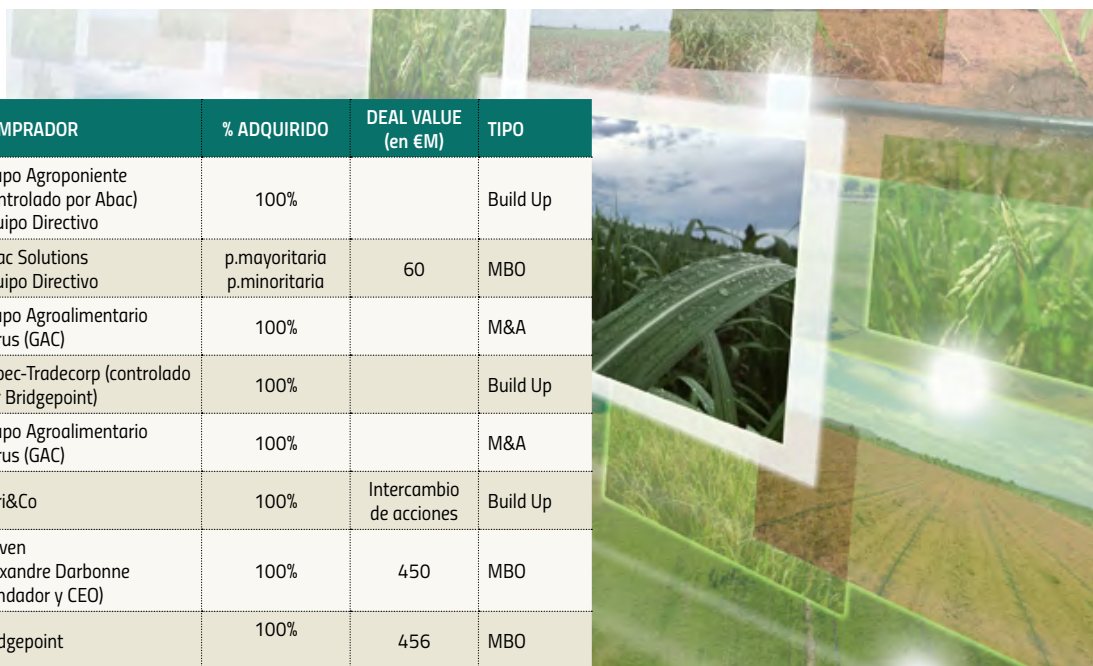 MPRADOR
% ADQUIRIDO
DEAL VALUE
(en €M)
TIPO
upo Agroponiente
ntrolado por Abac)
uipo Directivo
100%
Build Up
ac Solutions
uipo Directivo
p.mayoritaria
p.minoritaria
60
MBO
upo Agroalimentario
rus (GAC)
100%
M&A
pec-Tradecorp (controlado
Bridgepoint)
100%
Build Up
upo Agroalimentario
rus (GAC)
100%
M&A
ri&Co
100%
Intercambio
de acciones
Build Up
ven
xandre Darbonne
ndador y CEO)
100%
450
MBO
dgepoint
100%
456
MBO